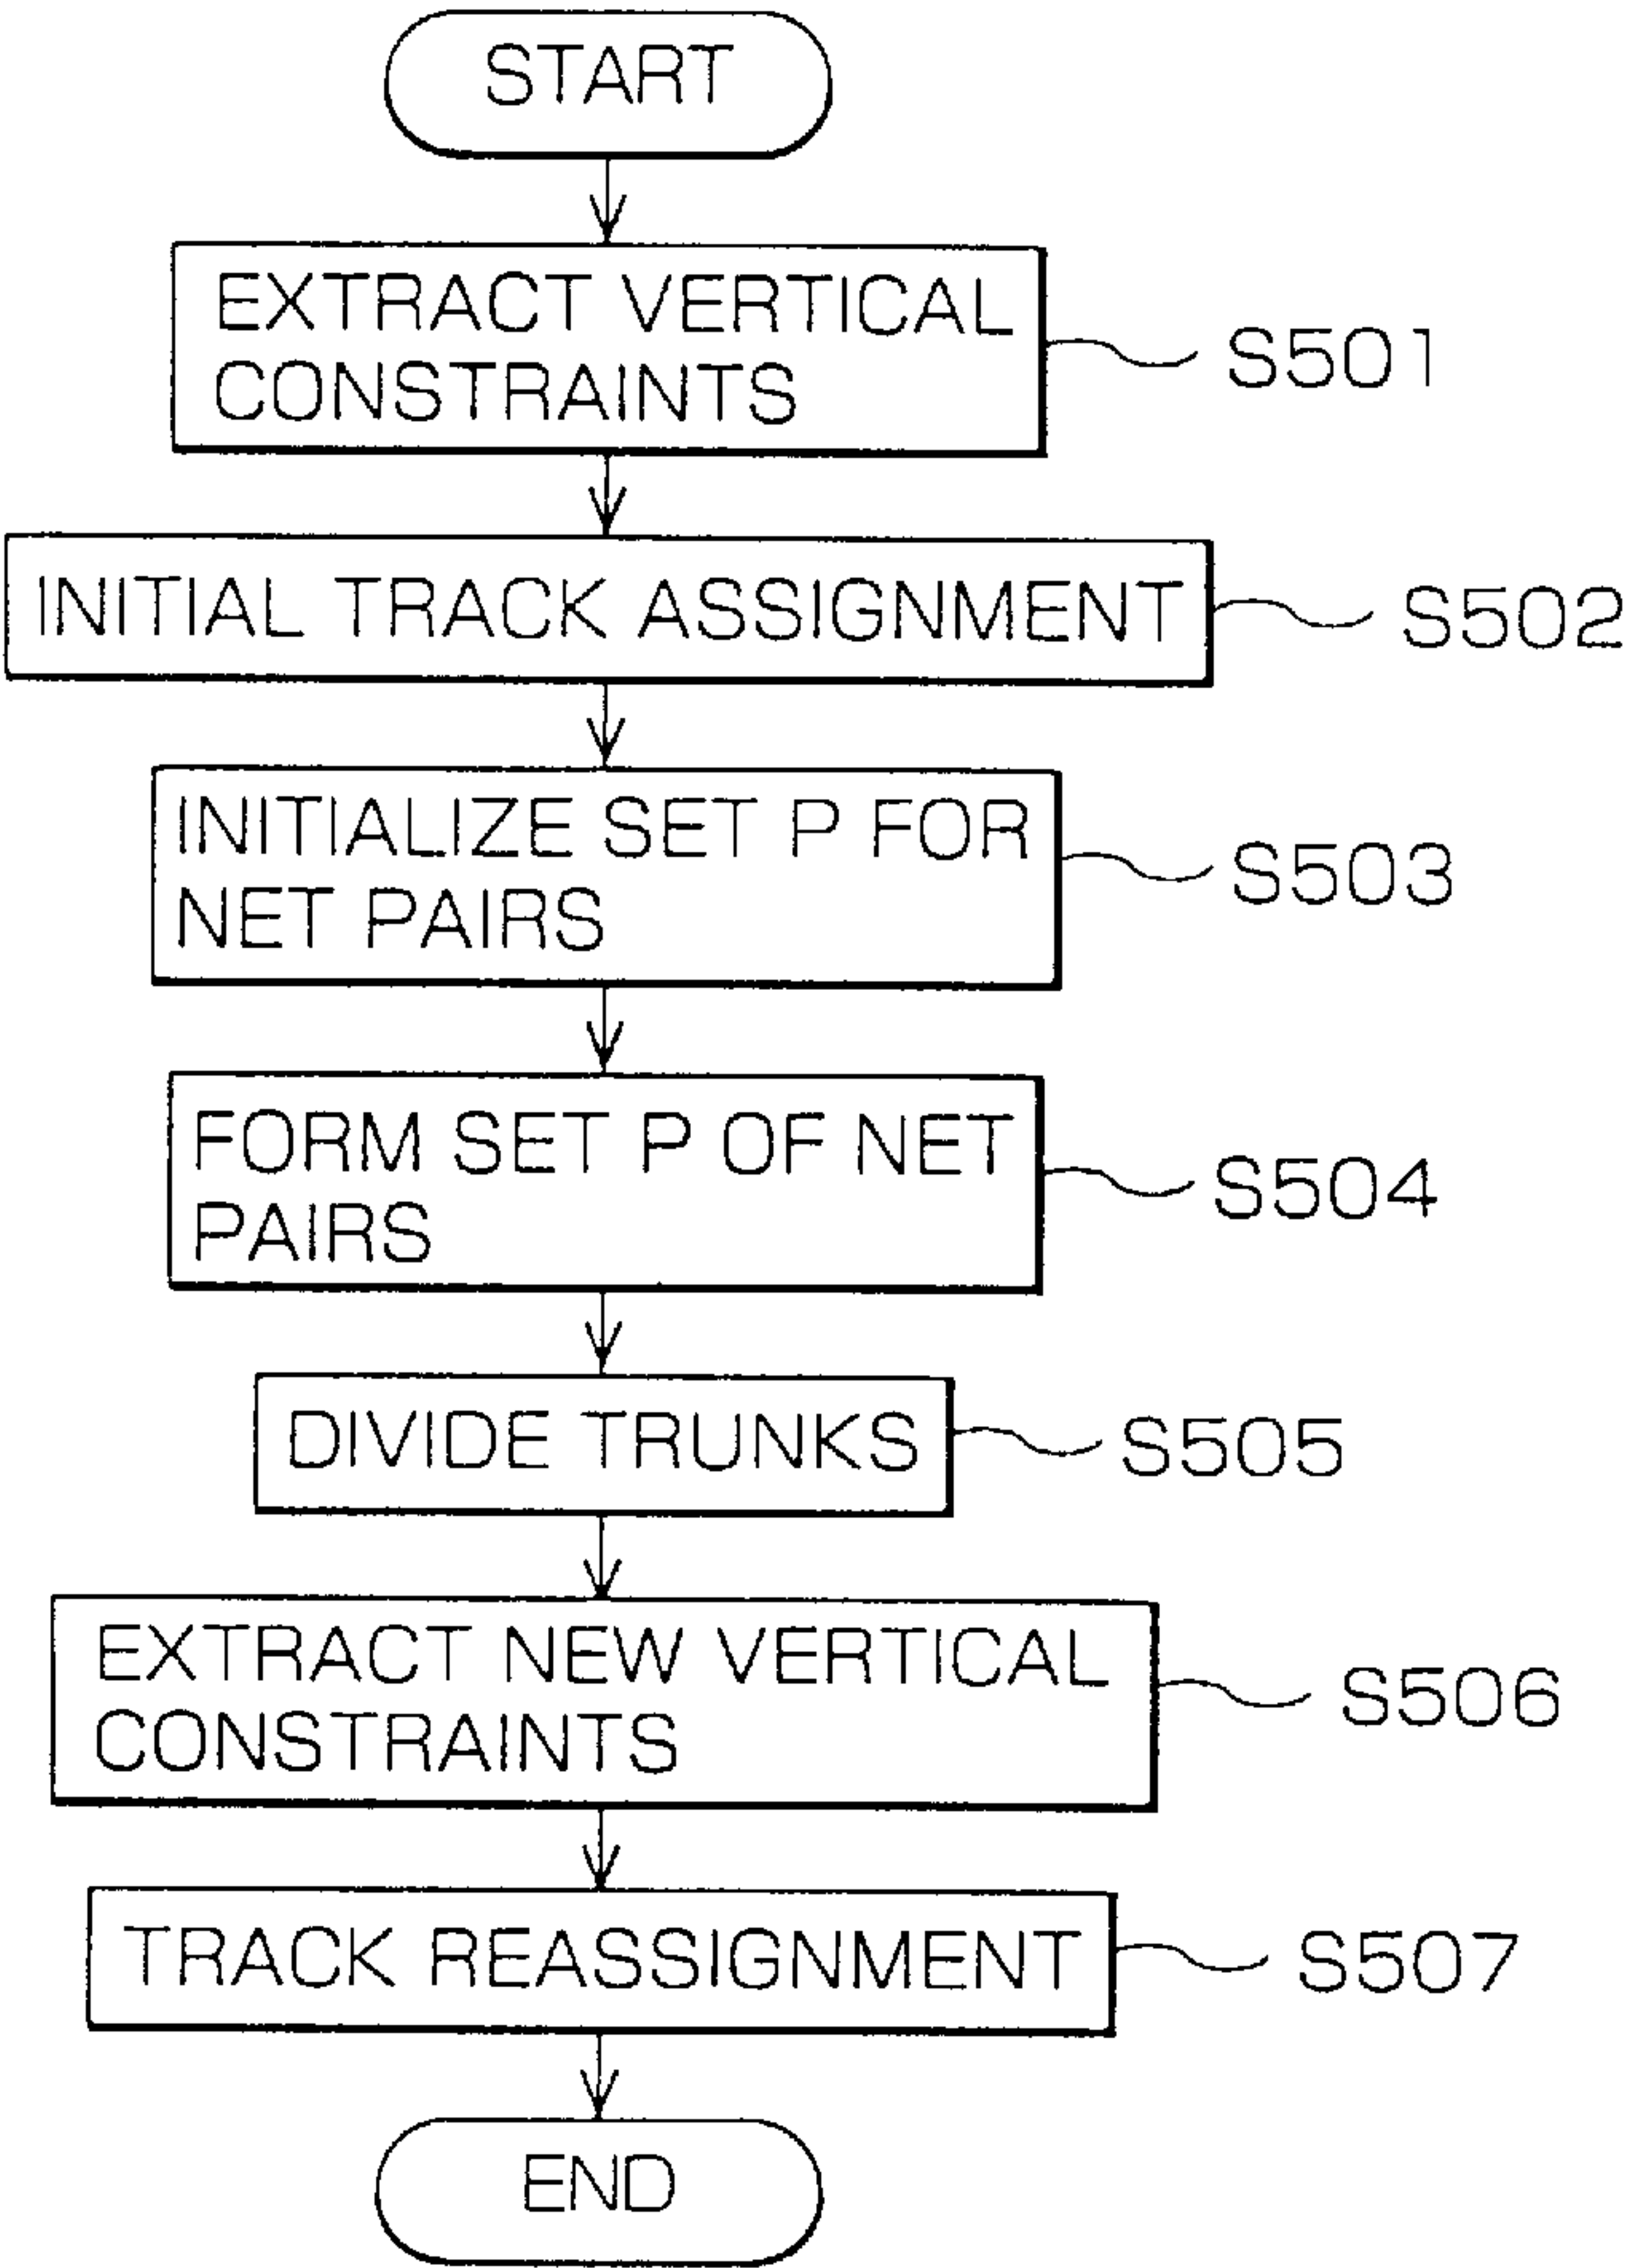 START
EXTRACT VERTICAL
CONSTRAINTS
S501
INITIAL TRACK ASSIGNMENT
S502
INITIALIZE SET P FOR
NET PAIRS
S503
FORM SET P OF NET
PAIRS
S504
DIVIDE TRUNKS
S505
EXTRACT NEW VERTICAL
CONSTRAINTS
S506
TRACK REASSIGNMENT
S507
END